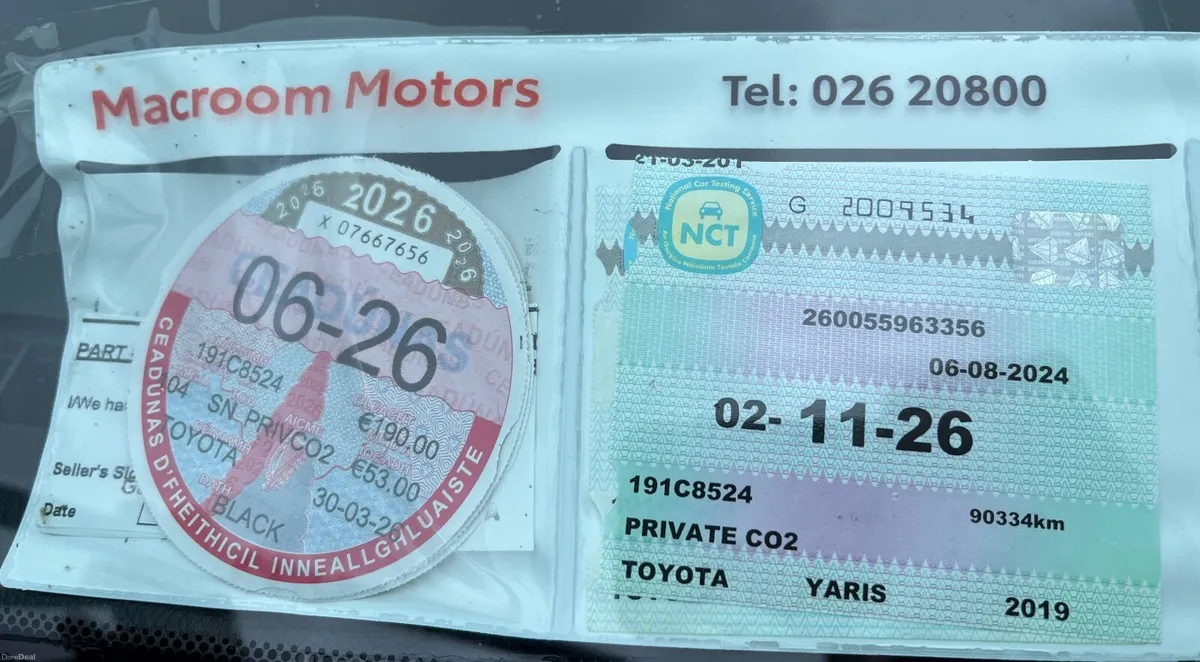 Macroom Motors
Tel: 026 20800
2026 2026 2026
X 07667656
06-26
191C8524
04 SN PRIVCO2
€190.00
TOYOTA
€53.00
BLACK
30-03-26
CEADÚNAS D'FHEITHICIL INNEALLGHLUAISTE
PART
I/We ha
Seller's Sig
Date
National Car Testing Service
NCT
G 2009534
260055963356
06-08-2024
02-11-26
191C8524
90334km
PRIVATE CO2
TOYOTA YARIS 2019
DoneDeal